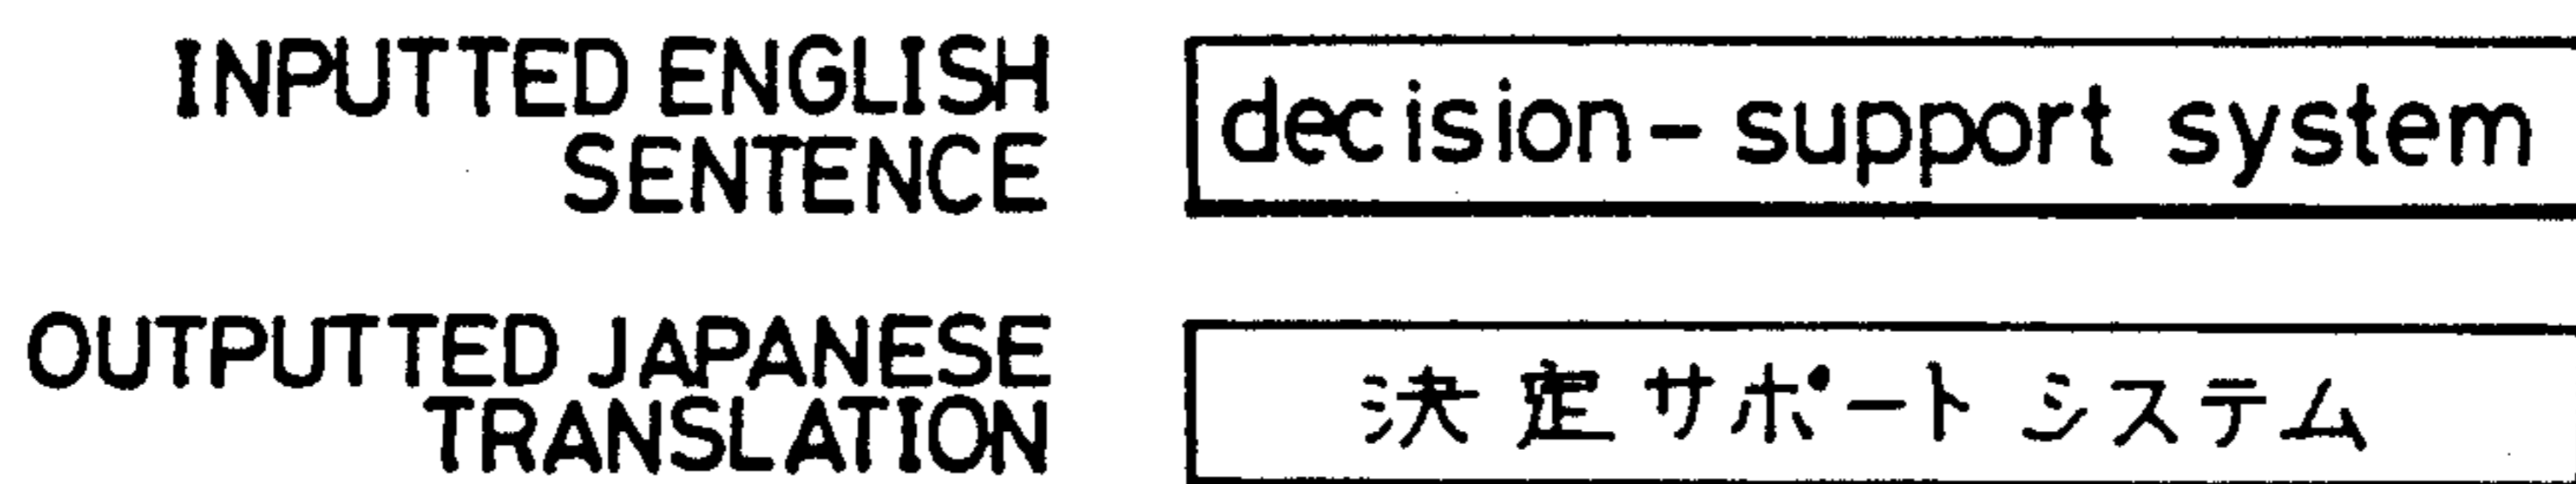 INPUTTED ENGLISH
SENTENCE
decision-support system
OUTPUTTED JAPANESE
TRANSLATION
決定サポートシステム